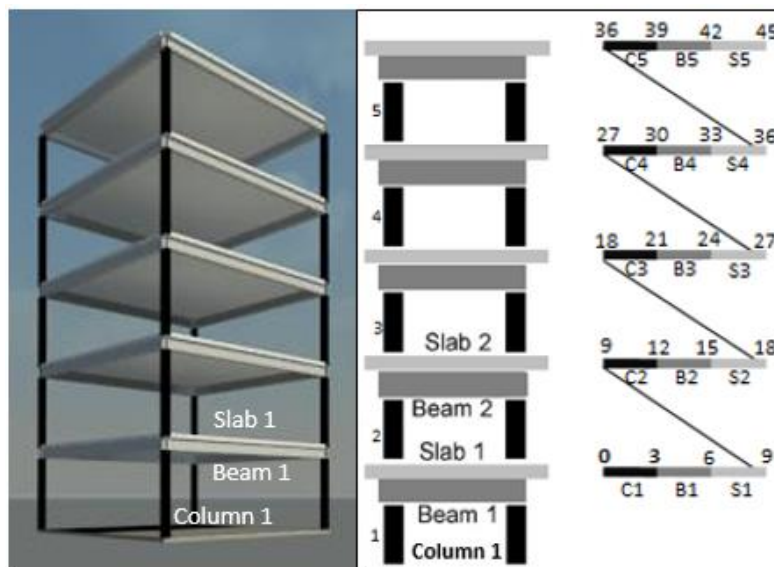 Slab 1
Beam 1
Column 1
5
4
3
Slab 2
Beam 2
2
Slab 1
Beam 1
1
Column 1
36 39 42 45
C5 B5 S5
27 30 33 36
C4 B4 S4
18 21 24 27
C3 B3 S3
9 12 15 18
C2 B2 S2
0 3 6 9
C1 B1 S1